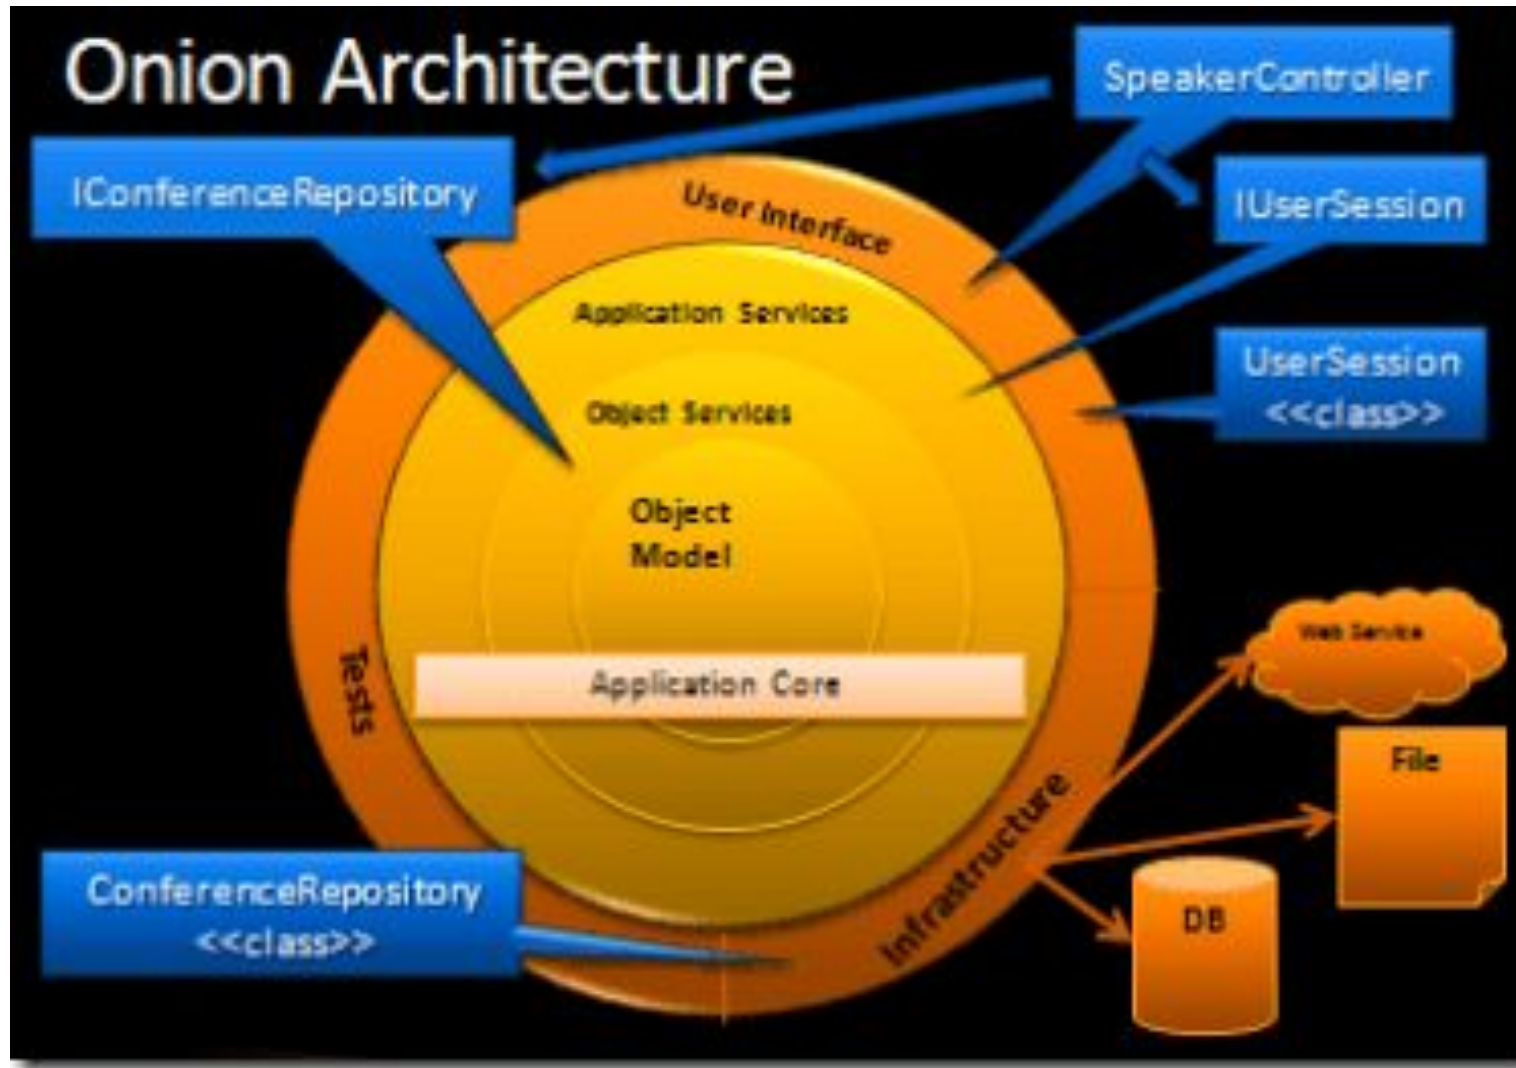 Onion Architecture
SpeakerController
IConferenceRepository
IUserSession
User Interface
Application Services
UserSession
<<class>>
Object Services
Object
Model
Web Service
Tests
Application Core
File
Infrastructure
ConferenceRepository
<<class>>
DB